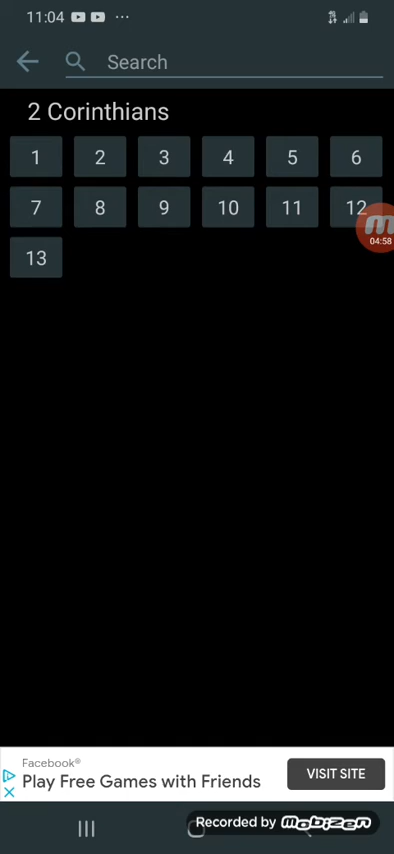 11:04
Search
2 Corinthians
1 2 3 4 5 6
7 8 9 10 11 12
04:58
13
Facebook®
Play Free Games with Friends
VISIT SITE
Recorded by mobizen